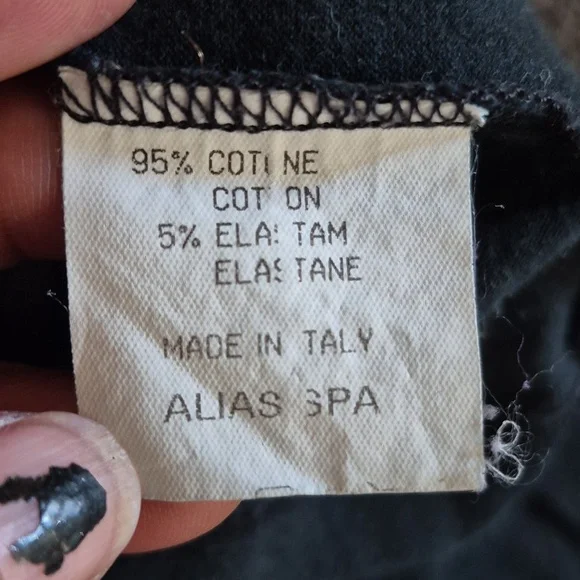 95% COTONE
COTTON
5% ELASTAM
ELASTANE
MADE IN ITALY
ALIAS SPA